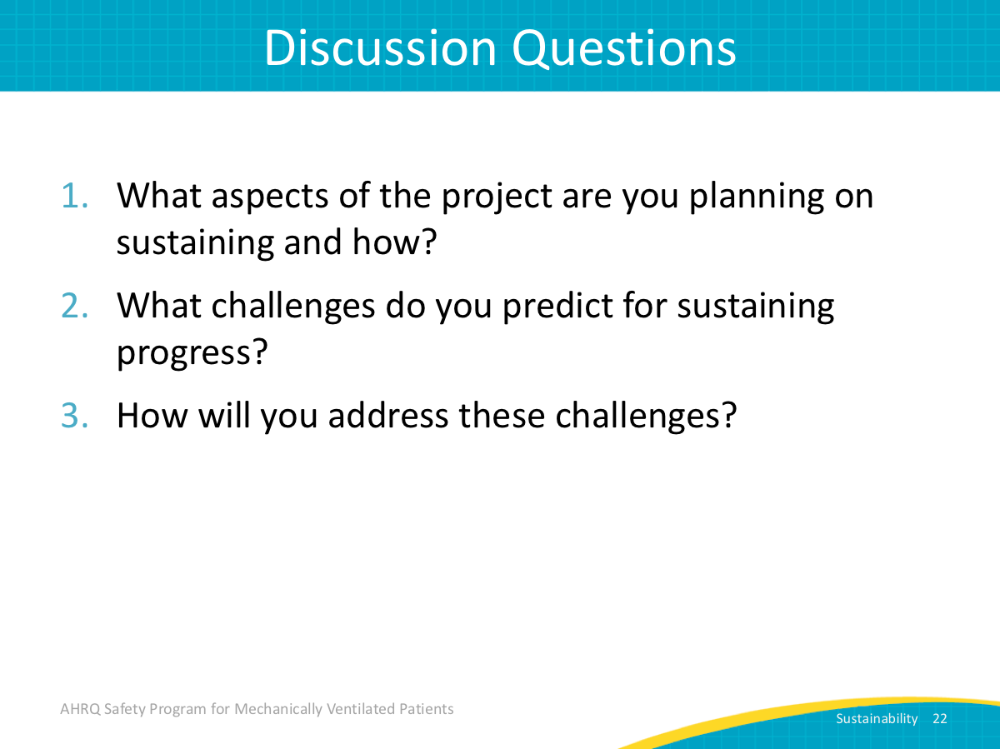 Discussion Questions
1. What aspects of the project are you planning on
sustaining and how?
2. What challenges do you predict for sustaining
progress?
3. How will you address these challenges?
AHRQ Safety Program for Mechanically Ventilated Patients
Sustainability 22